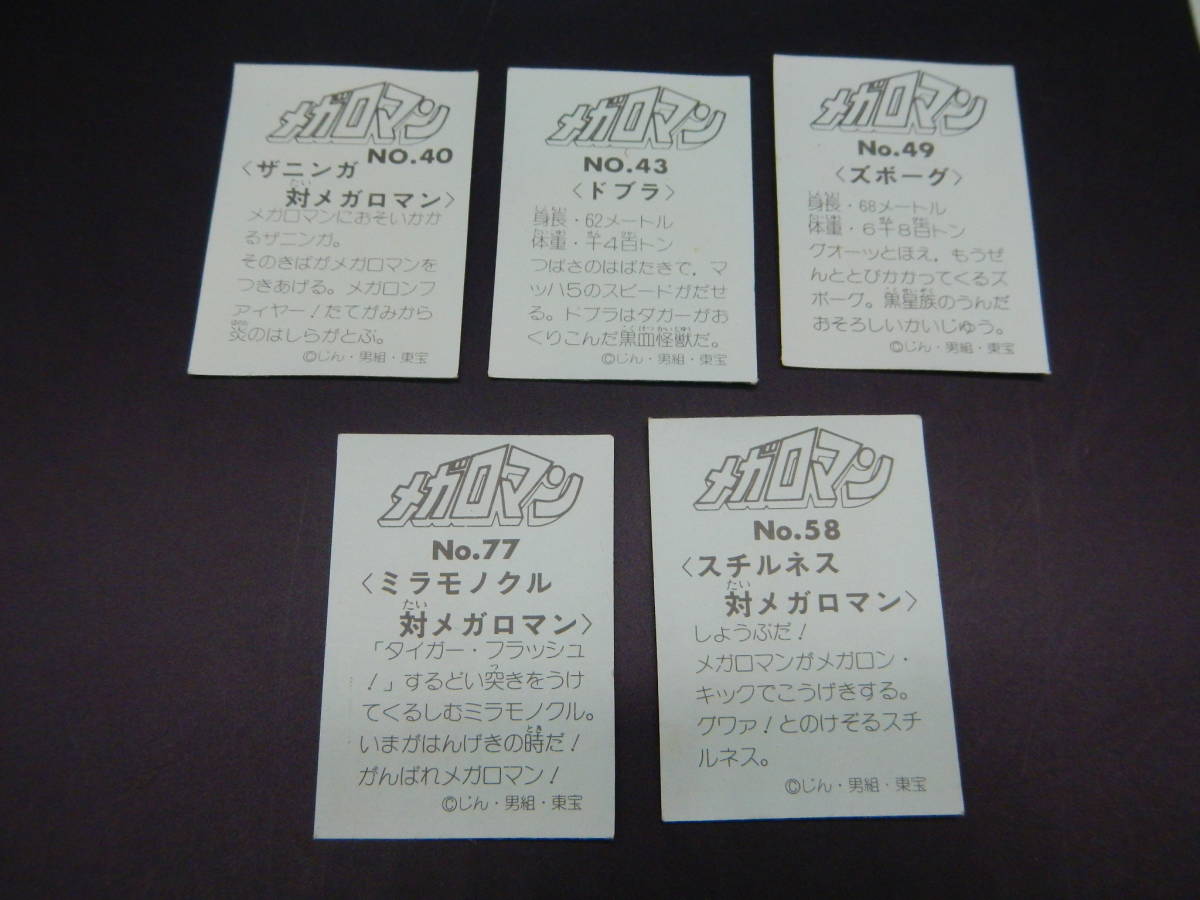 メガロマン
NO.40
〈ザニンガ
対メガロマン〉
メガロマンにおそいかか
るザニンガ。
そのきばがメガロマンを
つきあげる。メガロンフ
ァイヤー！たてがみから
炎のはしらがとぶ。
©じん・男組・東宝
メガロマン
NO.43
〈ドブラ〉
身長・62メートル
体重・千4百トン
つばさのはばたきで，マ
ッハ5のスピードがだせ
る。ドブラはダガーがお
くりこんだ黒血怪獣だ。
©じん・男組・東宝
メガロマン
No.49
〈ズボーグ〉
身長・68メートル
体重・6千8百トン
グオーッとほえ，もうぜ
んととびかかってくるズ
ボーグ。黒星族のうんだ
おそろしいかいじゅう。
©じん・男組・東宝
メガロマン
No.77
〈ミラモノクル
対メガロマン〉
「タイガー・フラッシュ
！」するどい突きをうけ
てくるしむミラモノクル。
いまがはんげきの時だ！
がんばれメガロマン！
©じん・男組・東宝
メガロマン
No.58
〈スチルネス
対メガロマン〉
しょうぶだ！
メガロマンがメガロン・
キックでこうげきする。
グワァ！とのけぞるスチ
ルネス。
©じん・男組・東宝